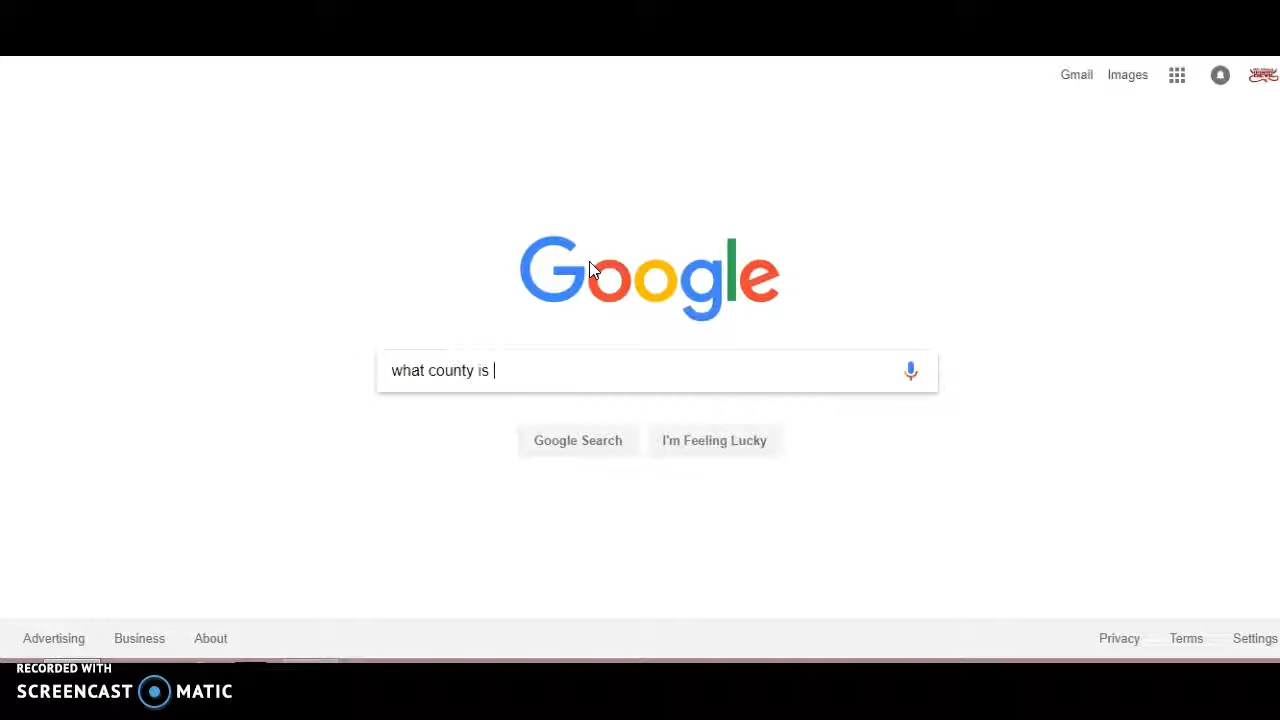 Gmail Images
Google
what county is
Google Search I'm Feeling Lucky
Advertising Business About Privacy Terms Settings
RECORDED WITH
SCREENCAST MATIC